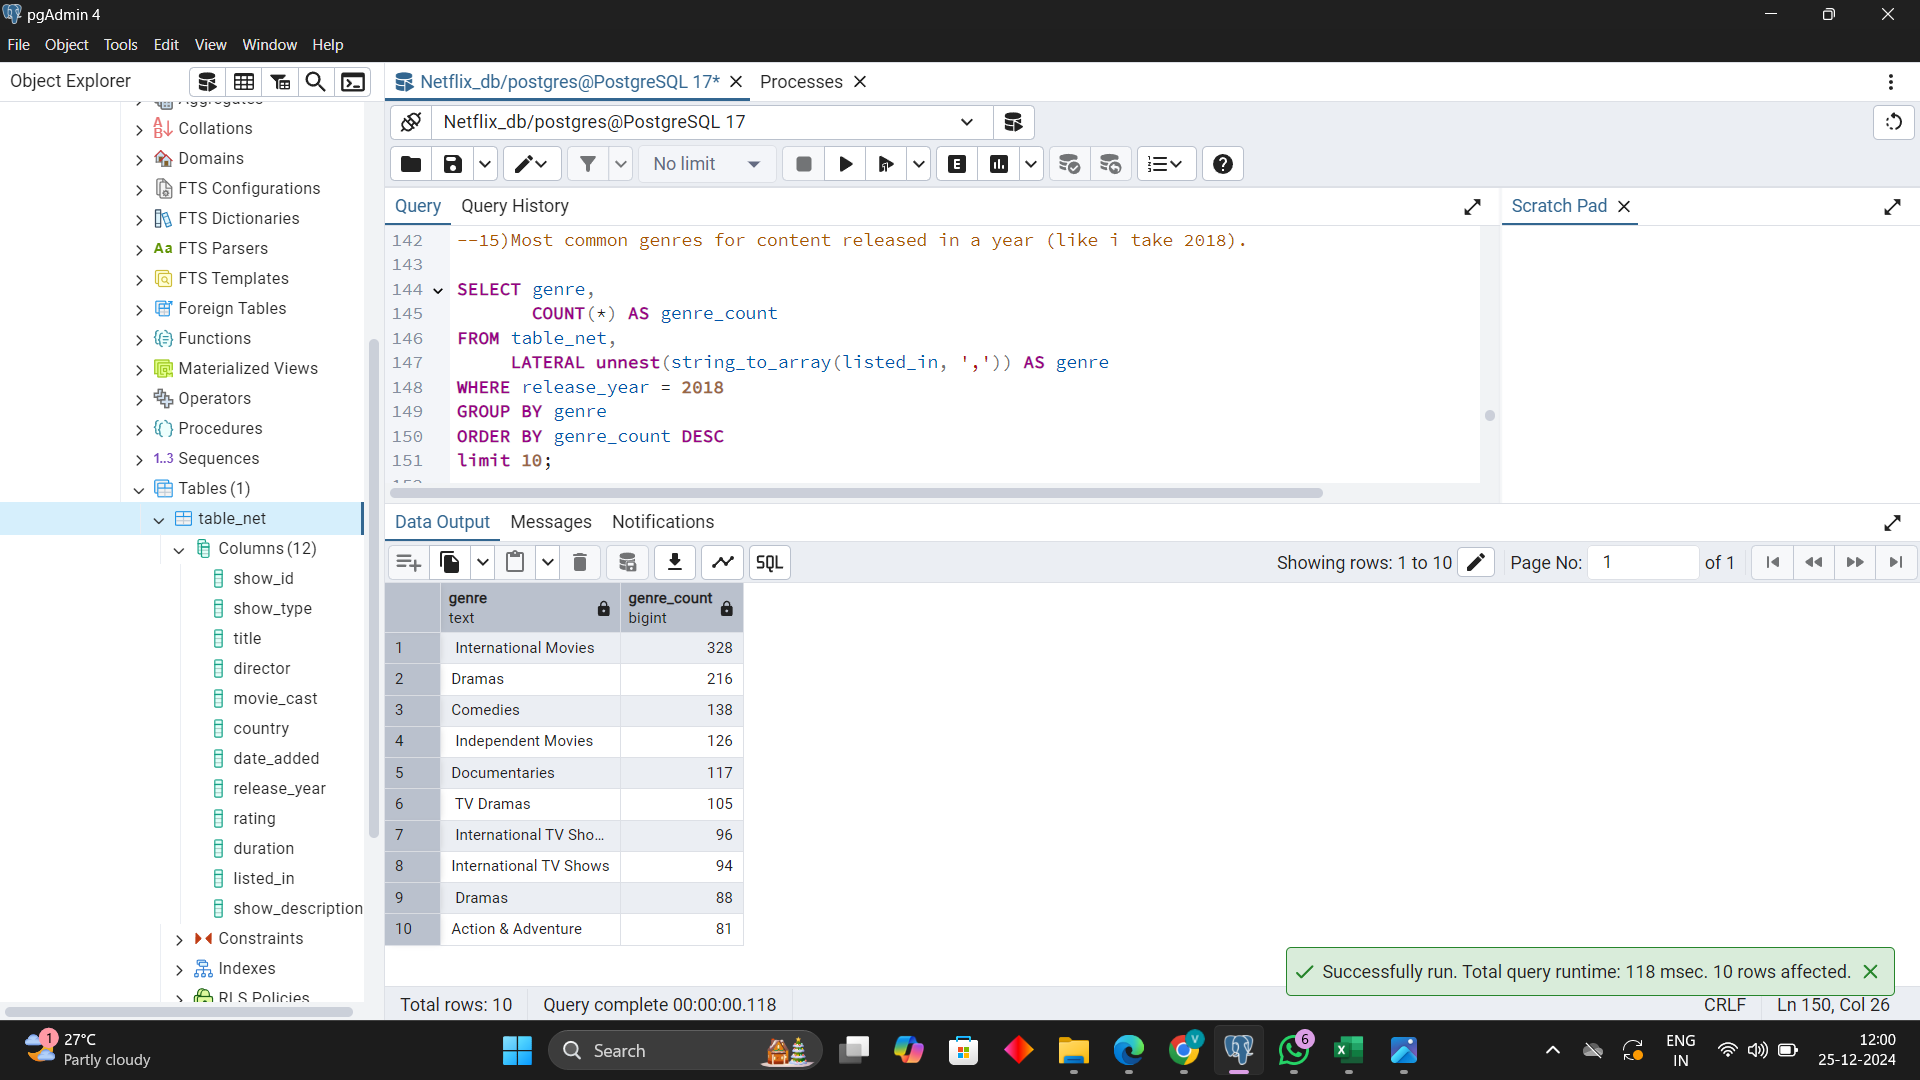 pgAdmin 4
File Object Tools Edit View Window Help
Object Explorer
Netflix_db/postgres@PostgreSQL 17*
Processes
Netflix_db/postgres@PostgreSQL 17
No limit
E
Query Query History
Scratch Pad
Aggregates
Collations
Domains
FTS Configurations
FTS Dictionaries
Aa FTS Parsers
FTS Templates
Foreign Tables
Functions
Materialized Views
Operators
Procedures
1..3 Sequences
Tables (1)
table_net
Columns (12)
show_id
show_type
title
director
movie_cast
country
date_added
release_year
rating
duration
listed_in
show_description
Constraints
Indexes
RLS Policies
142 --15)Most common genres for content released in a year (like i take 2018).
143
144 SELECT genre,
145 COUNT(*) AS genre_count
146 FROM table_net,
147 LATERAL unnest(string_to_array(listed_in, ',')) AS genre
148 WHERE release_year = 2018
149 GROUP BY genre
150 ORDER BY genre_count DESC
151 limit 10;
Data Output Messages Notifications
SQL
Showing rows: 1 to 10
Page No: 1 of 1
genre genre_count
text bigint
1 International Movies 328
2 Dramas 216
3 Comedies 138
4 Independent Movies 126
5 Documentaries 117
6 TV Dramas 105
7 International TV Sho... 96
8 International TV Shows 94
9 Dramas 88
10 Action & Adventure 81
Successfully run. Total query runtime: 118 msec. 10 rows affected.
Total rows: 10 Query complete 00:00:00.118
CRLF Ln 150, Col 26
1
27°C
Partly cloudy
Search
V
6
ENG
IN
12:00
25-12-2024